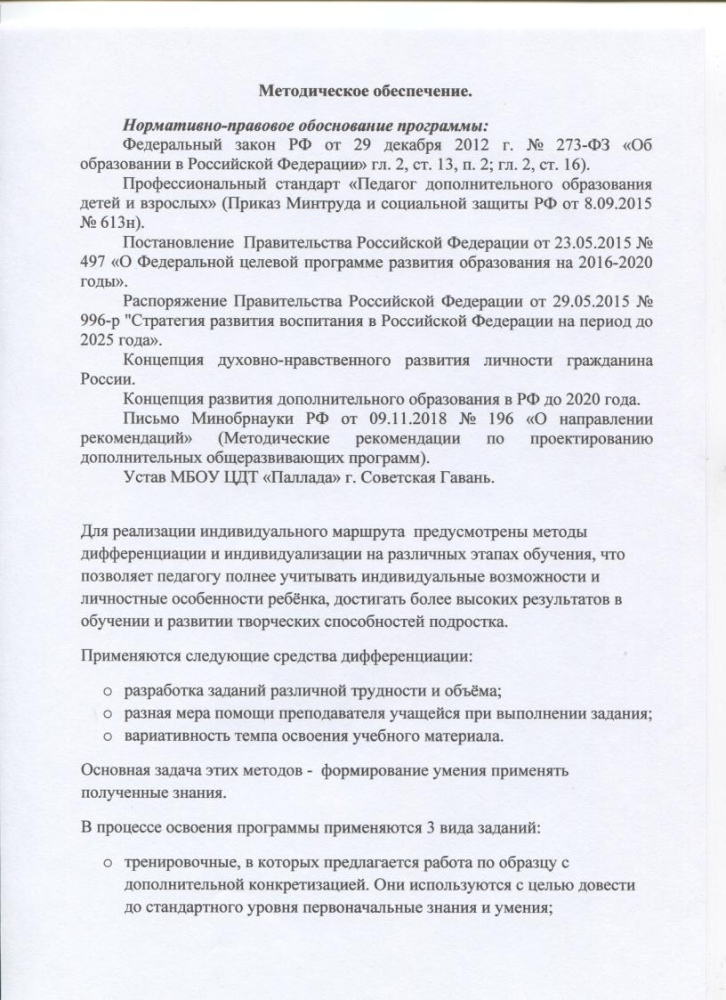 Методическое обеспечение.
Нормативно-правовое обоснование программы:
Федеральный закон РФ от 29 декабря 2012 г. № 273-ФЗ «Об
образовании в Российской Федерации» гл. 2, ст. 13, п. 2; гл. 2, ст. 16).
Профессиональный стандарт «Педагог дополнительного образования
детей и взрослых» (Приказ Минтруда и социальной защиты РФ от 8.09.2015
№ 613н).
Постановление Правительства Российской Федерации от 23.05.2015 №
497 «О Федеральной целевой программе развития образования на 2016-2020
годы».
Распоряжение Правительства Российской Федерации от 29.05.2015 №
996-р "Стратегия развития воспитания в Российской Федерации на период до
2025 года».
Концепция духовно-нравственного развития личности гражданина
России.
Концепция развития дополнительного образования в РФ до 2020 года.
Письмо Минобрнауки РФ от 09.11.2018 № 196 «О направлении
рекомендаций» (Методические рекомендации по проектированию
дополнительных общеразвивающих программ).
Устав МБОУ ЦДТ «Паллада» г. Советская Гавань.
Для реализации индивидуального маршрута предусмотрены методы
дифференциации и индивидуализации на различных этапах обучения, что
позволяет педагогу полнее учитывать индивидуальные возможности и
личностные особенности ребёнка, достигать более высоких результатов в
обучении и развитии творческих способностей подростка.
Применяются следующие средства дифференциации:
o разработка заданий различной трудности и объёма;
o разная мера помощи преподавателя учащейся при выполнении задания;
o вариативность темпа освоения учебного материала.
Основная задача этих методов - формирование умения применять
полученные знания.
В процессе освоения программы применяются 3 вида заданий:
o тренировочные, в которых предлагается работа по образцу с
дополнительной конкретизацией. Они используются с целью довести
до стандартного уровня первоначальные знания и умения;